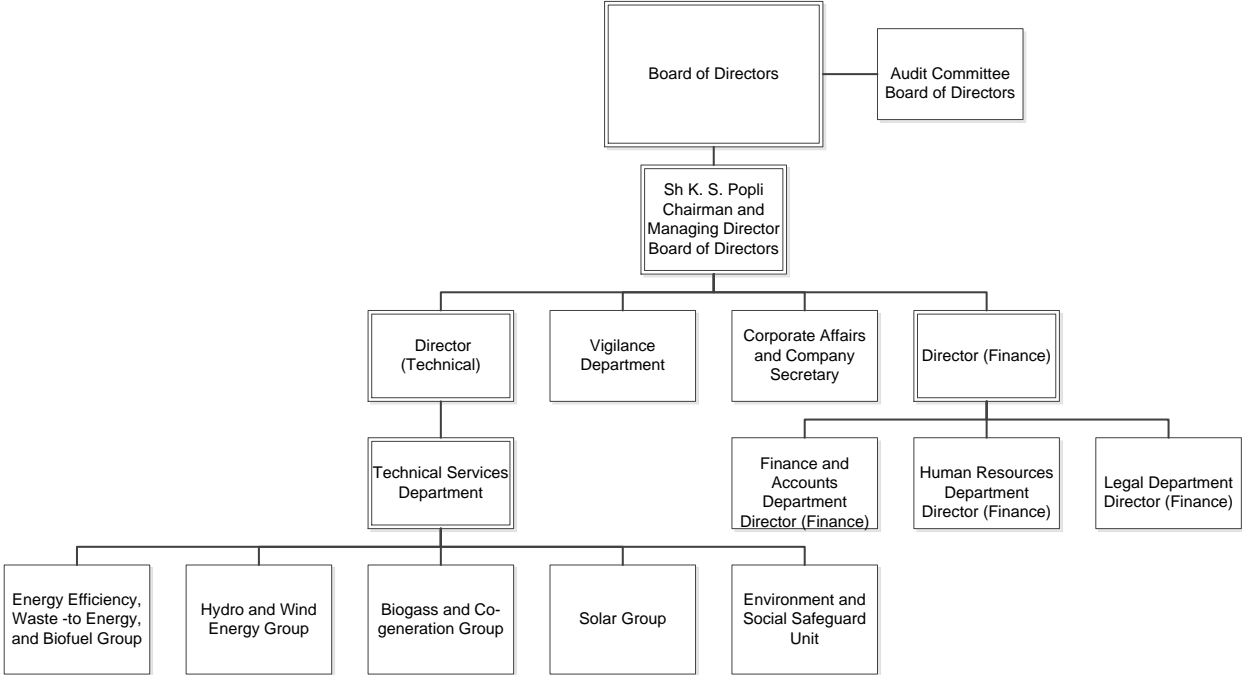 Board of Directors
Audit Committee
Board of Directors
Sh K. S. Popli
Chairman and
Managing Director
Board of Directors
Director
(Technical)
Vigilance
Department
Corporate Affairs
and Company
Secretary
Director (Finance)
Technical Services
Department
Finance and
Accounts
Department
Director (Finance)
Human Resources
Department
Director (Finance)
Legal Department
Director (Finance)
Energy Efficiency,
Waste -to Energy,
and Biofuel Group
Hydro and Wind
Energy Group
Biogass and Co-
generation Group
Solar Group
Environment and
Social Safeguard
Unit